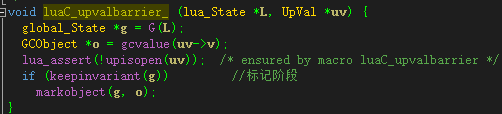 void luaC_upvalbarrier_ (lua_State *L, UpVal *uv) {
  global_State *g = G(L);
  GCObject *o = gcvalue(uv->v);
  lua_assert(!upisopen(uv));  /* ensured by macro luaC_upvalbarrier */
  if (keepinvariant(g))         //标记阶段
    markobject(g, o);
}